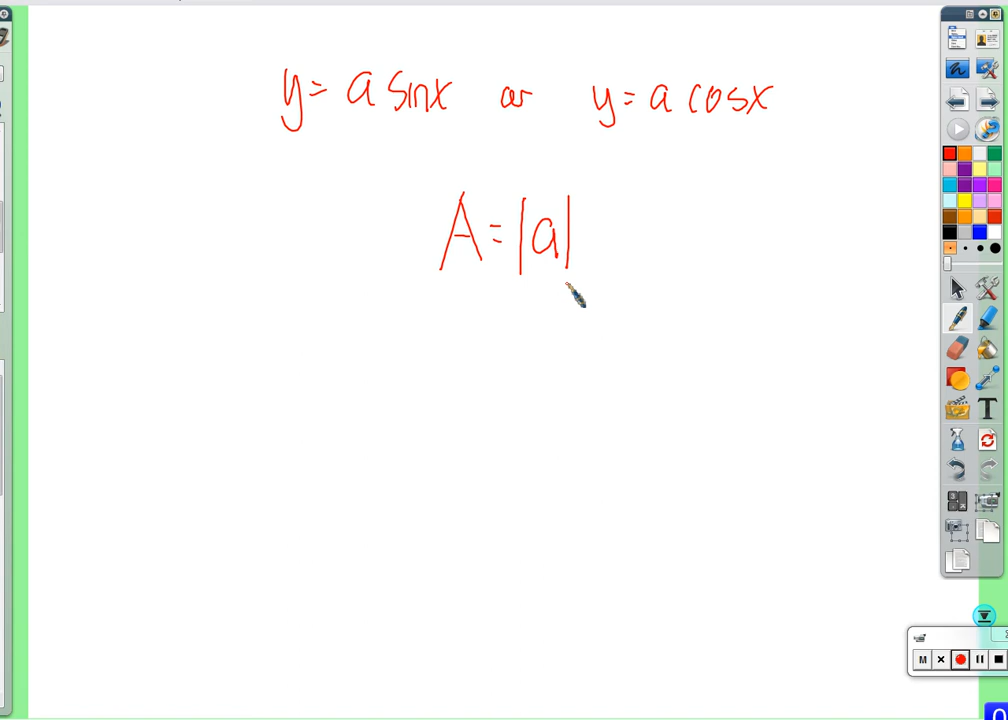 y = a sinx or y = a cosx
A = |a|
M
T